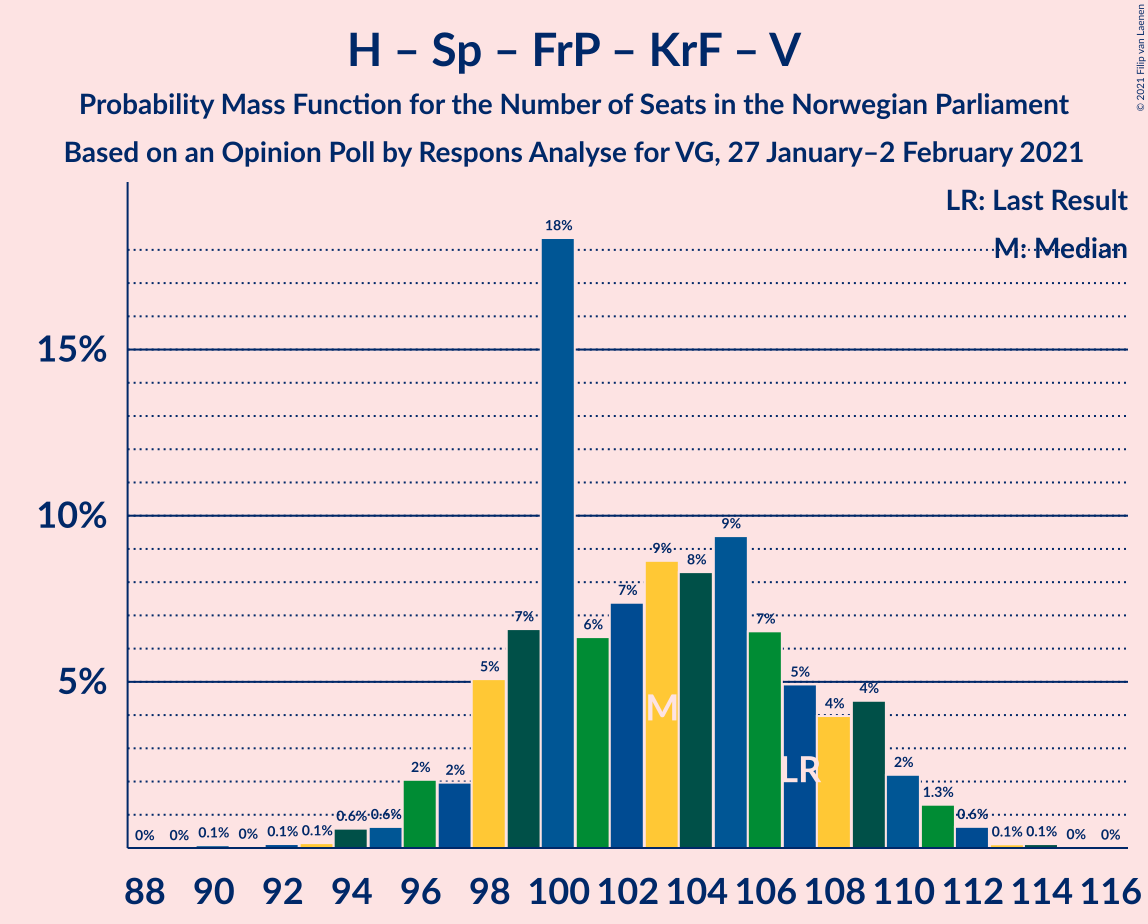 H – Sp – FrP – KrF – V
Probability Mass Function for the Number of Seats in the Norwegian Parliament
Based on an Opinion Poll by Respons Analyse for VG, 27 January–2 February 2021
© 2021 Filip van Laenen
LR: Last Result
M: Median
15%
10%
5%
0% 0% 0.1% 0% 0.1% 0.1% 0.6% 0.6% 2% 2% 5% 7% 18% 6% 7% 9% 8% 9% 7% 5% 4% 4% 2% 1.3% 0.6% 0.1% 0.1% 0% 0%
M
LR
88 90 92 94 96 98 100 102 104 106 108 110 112 114 116